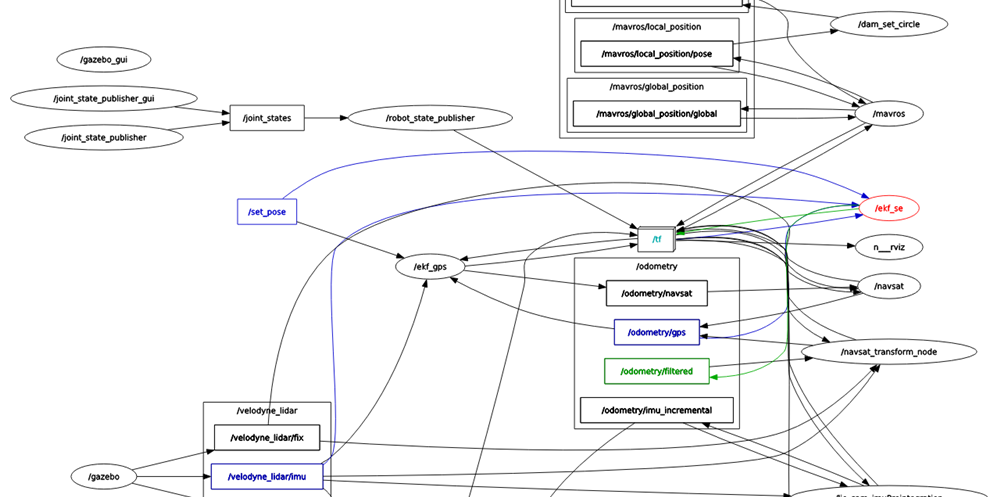 /mavros/local_position
/dam_set_circle
/mavros/local_position/pose
/gazebo_gui
/mavros/global_position
/joint_state_publisher_gui
/joint_states
/robot_state_publisher
/mavros/global_position/global
/mavros
/joint_state_publisher
/set_pose
/ekf_se
/tf
n__rviz
/ekf_gps
/odometry
/odometry/navsat
/navsat
/odometry/gps
/navsat_transform_node
/odometry/filtered
/odometry/imu_incremental
/velodyne_lidar
/velodyne_lidar/fix
/gazebo
/velodyne_lidar/imu